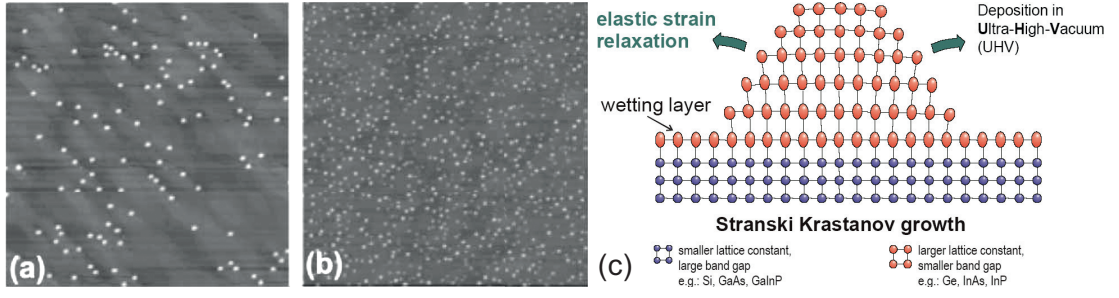 (a)
(b)
(c)
elastic strain
relaxation
Deposition in
Ultra-High-Vacuum
(UHV)
wetting layer
Stranski Krastanov growth
smaller lattice constant,
large band gap
e.g.: Si, GaAs, GaInP
larger lattice constant,
smaller band gap
e.g.: Ge, InAs, InP